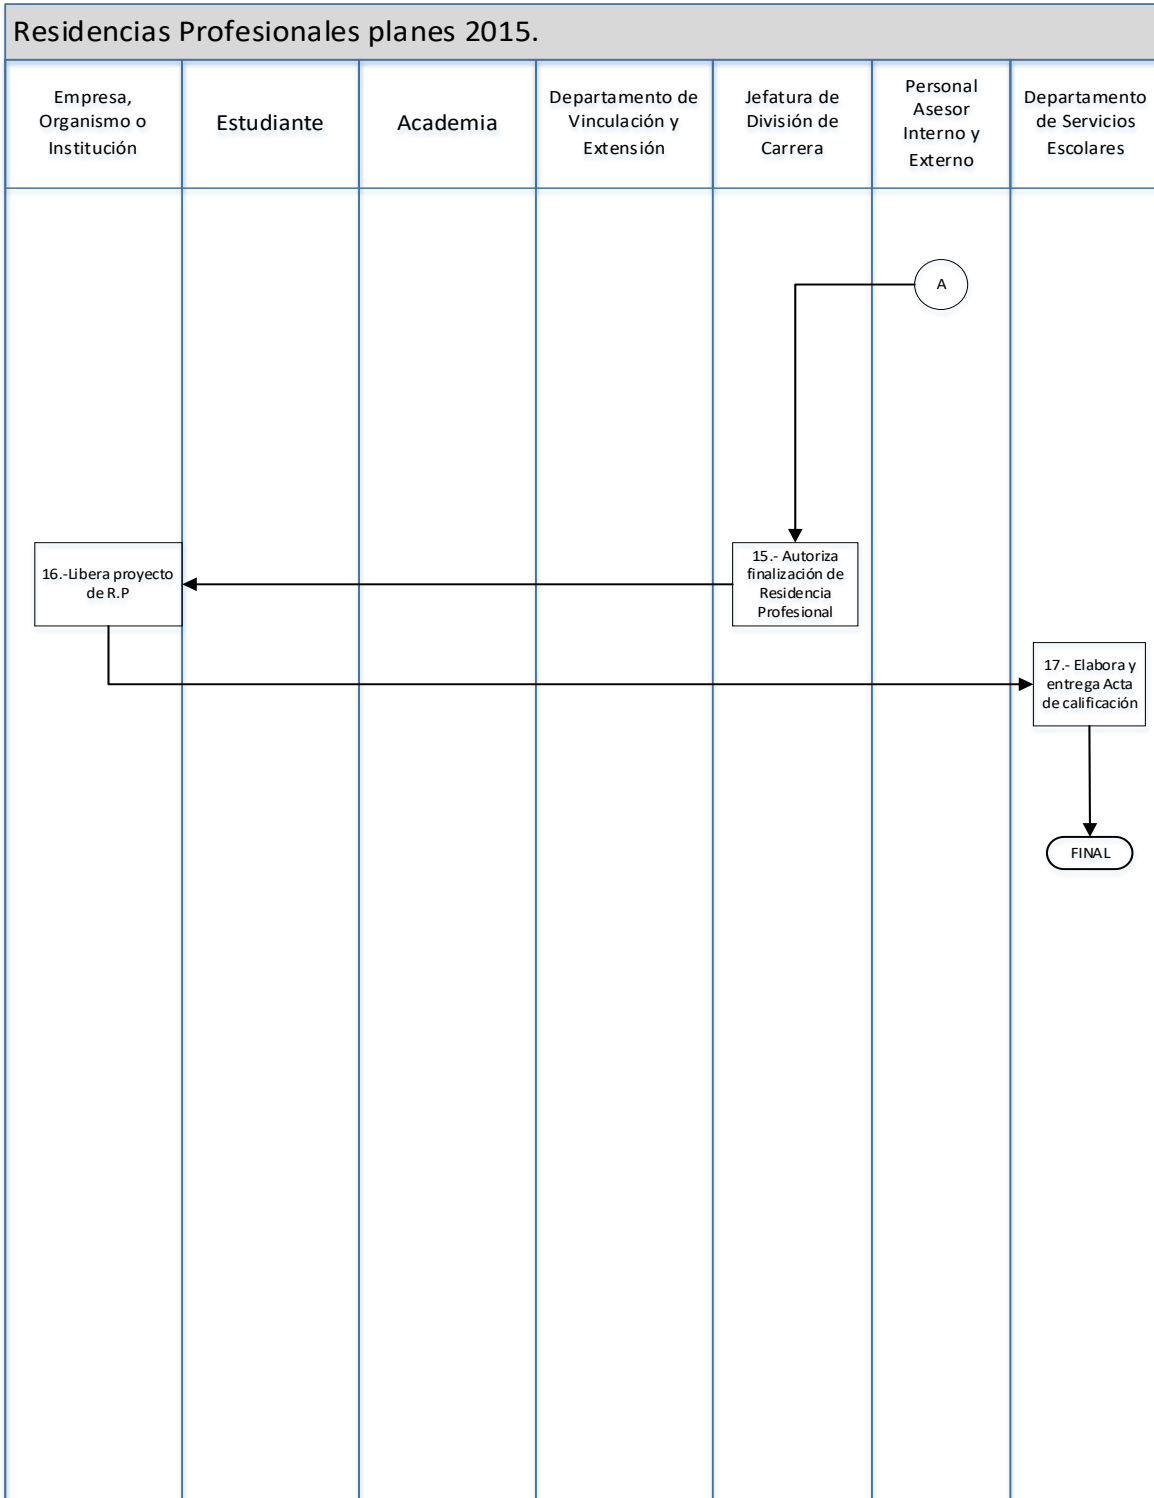 Residencias Profesionales planes 2015.
Empresa,
Organismo o
Institución
Estudiante
Academia
Departamento de
Vinculación y
Extensión
Jefatura de
División de
Carrera
Personal
Asesor
Interno y
Externo
Departamento
de Servicios
Escolares
A
15.- Autoriza
finalización de
Residencia
Profesional
16.-Libera proyecto
de R.P
17.- Elabora y
entrega Acta
de calificación
FINAL